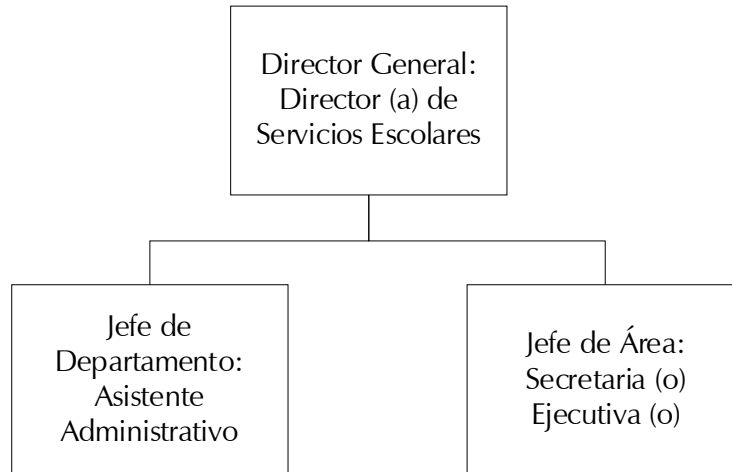 Director General:
Director (a) de
Servicios Escolares
Jefe de
Departamento:
Asistente
Administrativo
Jefe de Área:
Secretaria (o)
Ejecutiva (o)